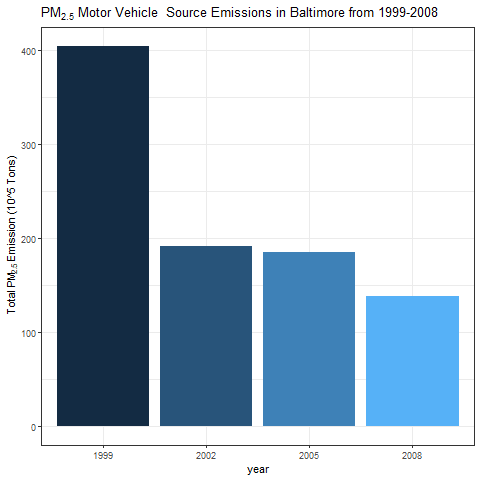 PM2.5 Motor Vehicle  Source Emissions in Baltimore from 1999-2008
Total PM2.5 Emission (10^5 Tons)
400
300
200
100
0
1999 2002 2005 2008
year